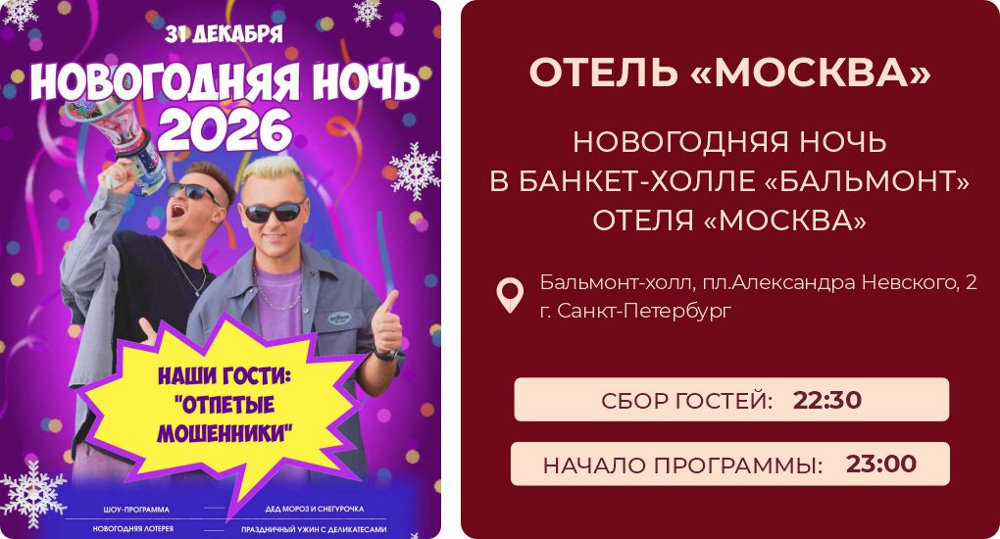 31 ДЕКАБРЯ
НОВОГОДНЯЯ НОЧЬ
2026
НАШИ ГОСТИ:
"ОТПЕТЫЕ
МОШЕННИКИ"
ШОУ-ПРОГРАММА
ДЕД МОРОЗ И СНЕГУРОЧКА
НОВОГОДНЯЯ ЛОТЕРЕЯ
ПРАЗДНИЧНЫЙ УЖИН С ДЕЛИКАТЕСАМИ
ОТЕЛЬ «МОСКВА»
НОВОГОДНЯЯ НОЧЬ
В БАНКЕТ-ХОЛЛЕ «БАЛЬМОНТ»
ОТЕЛЯ «МОСКВА»
Бальмонт-холл, пл.Александра Невского, 2
г. Санкт-Петербург
СБОР ГОСТЕЙ: 22:30
НАЧАЛО ПРОГРАММЫ: 23:00